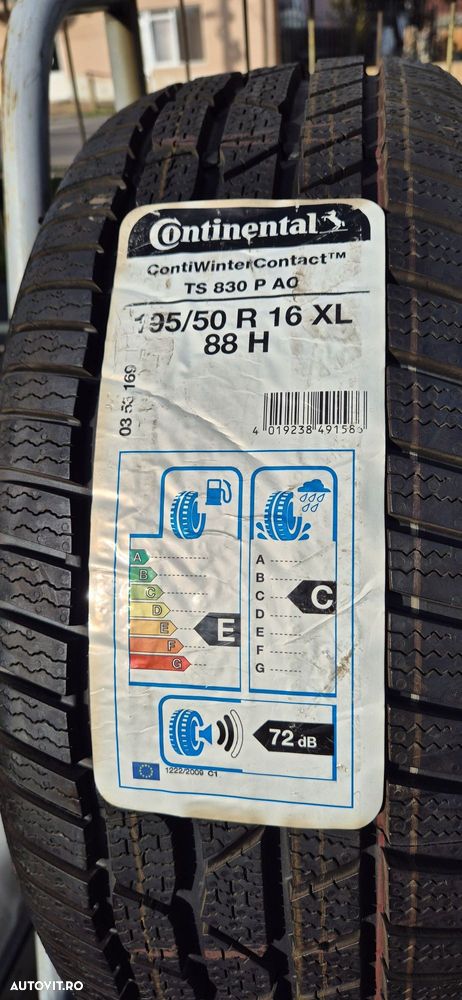 Continental
ContiWinterContact™
TS 830 P AO
195/50 R 16 XL
88 H
03 53 169
4 019238 491586
A
B
C
D
E
F
G
E
A
B
C
D
E
F
G
C
72 dB
1222/2009 C1
AUTOVIT.RO